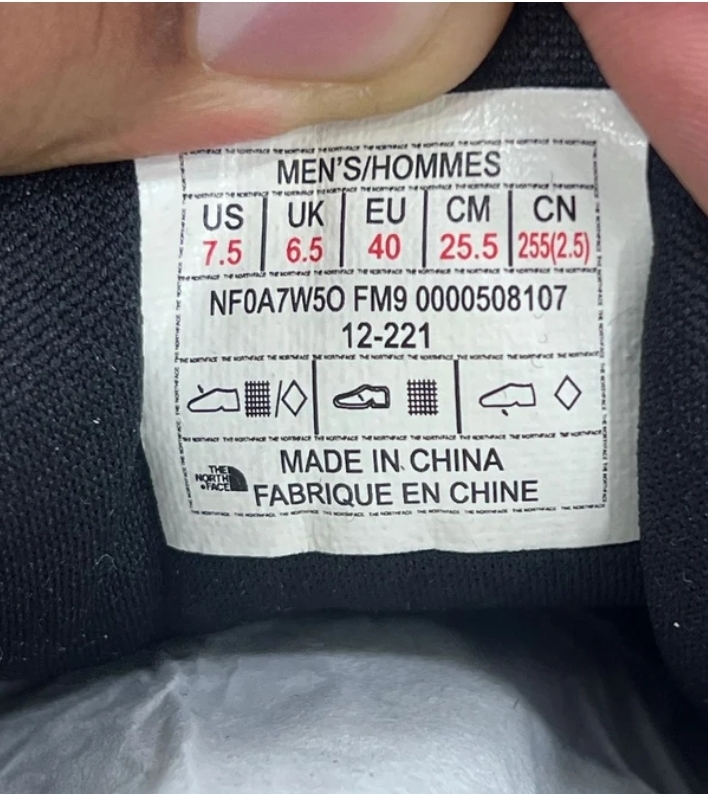 MEN'S/HOMMES
US UK EU CM CN
7.5 6.5 40 25.5 255(2.5)
NF0A7W5O FM9 0000508107
12-221
MADE IN CHINA
THE NORTH FACE
FABRIQUE EN CHINE